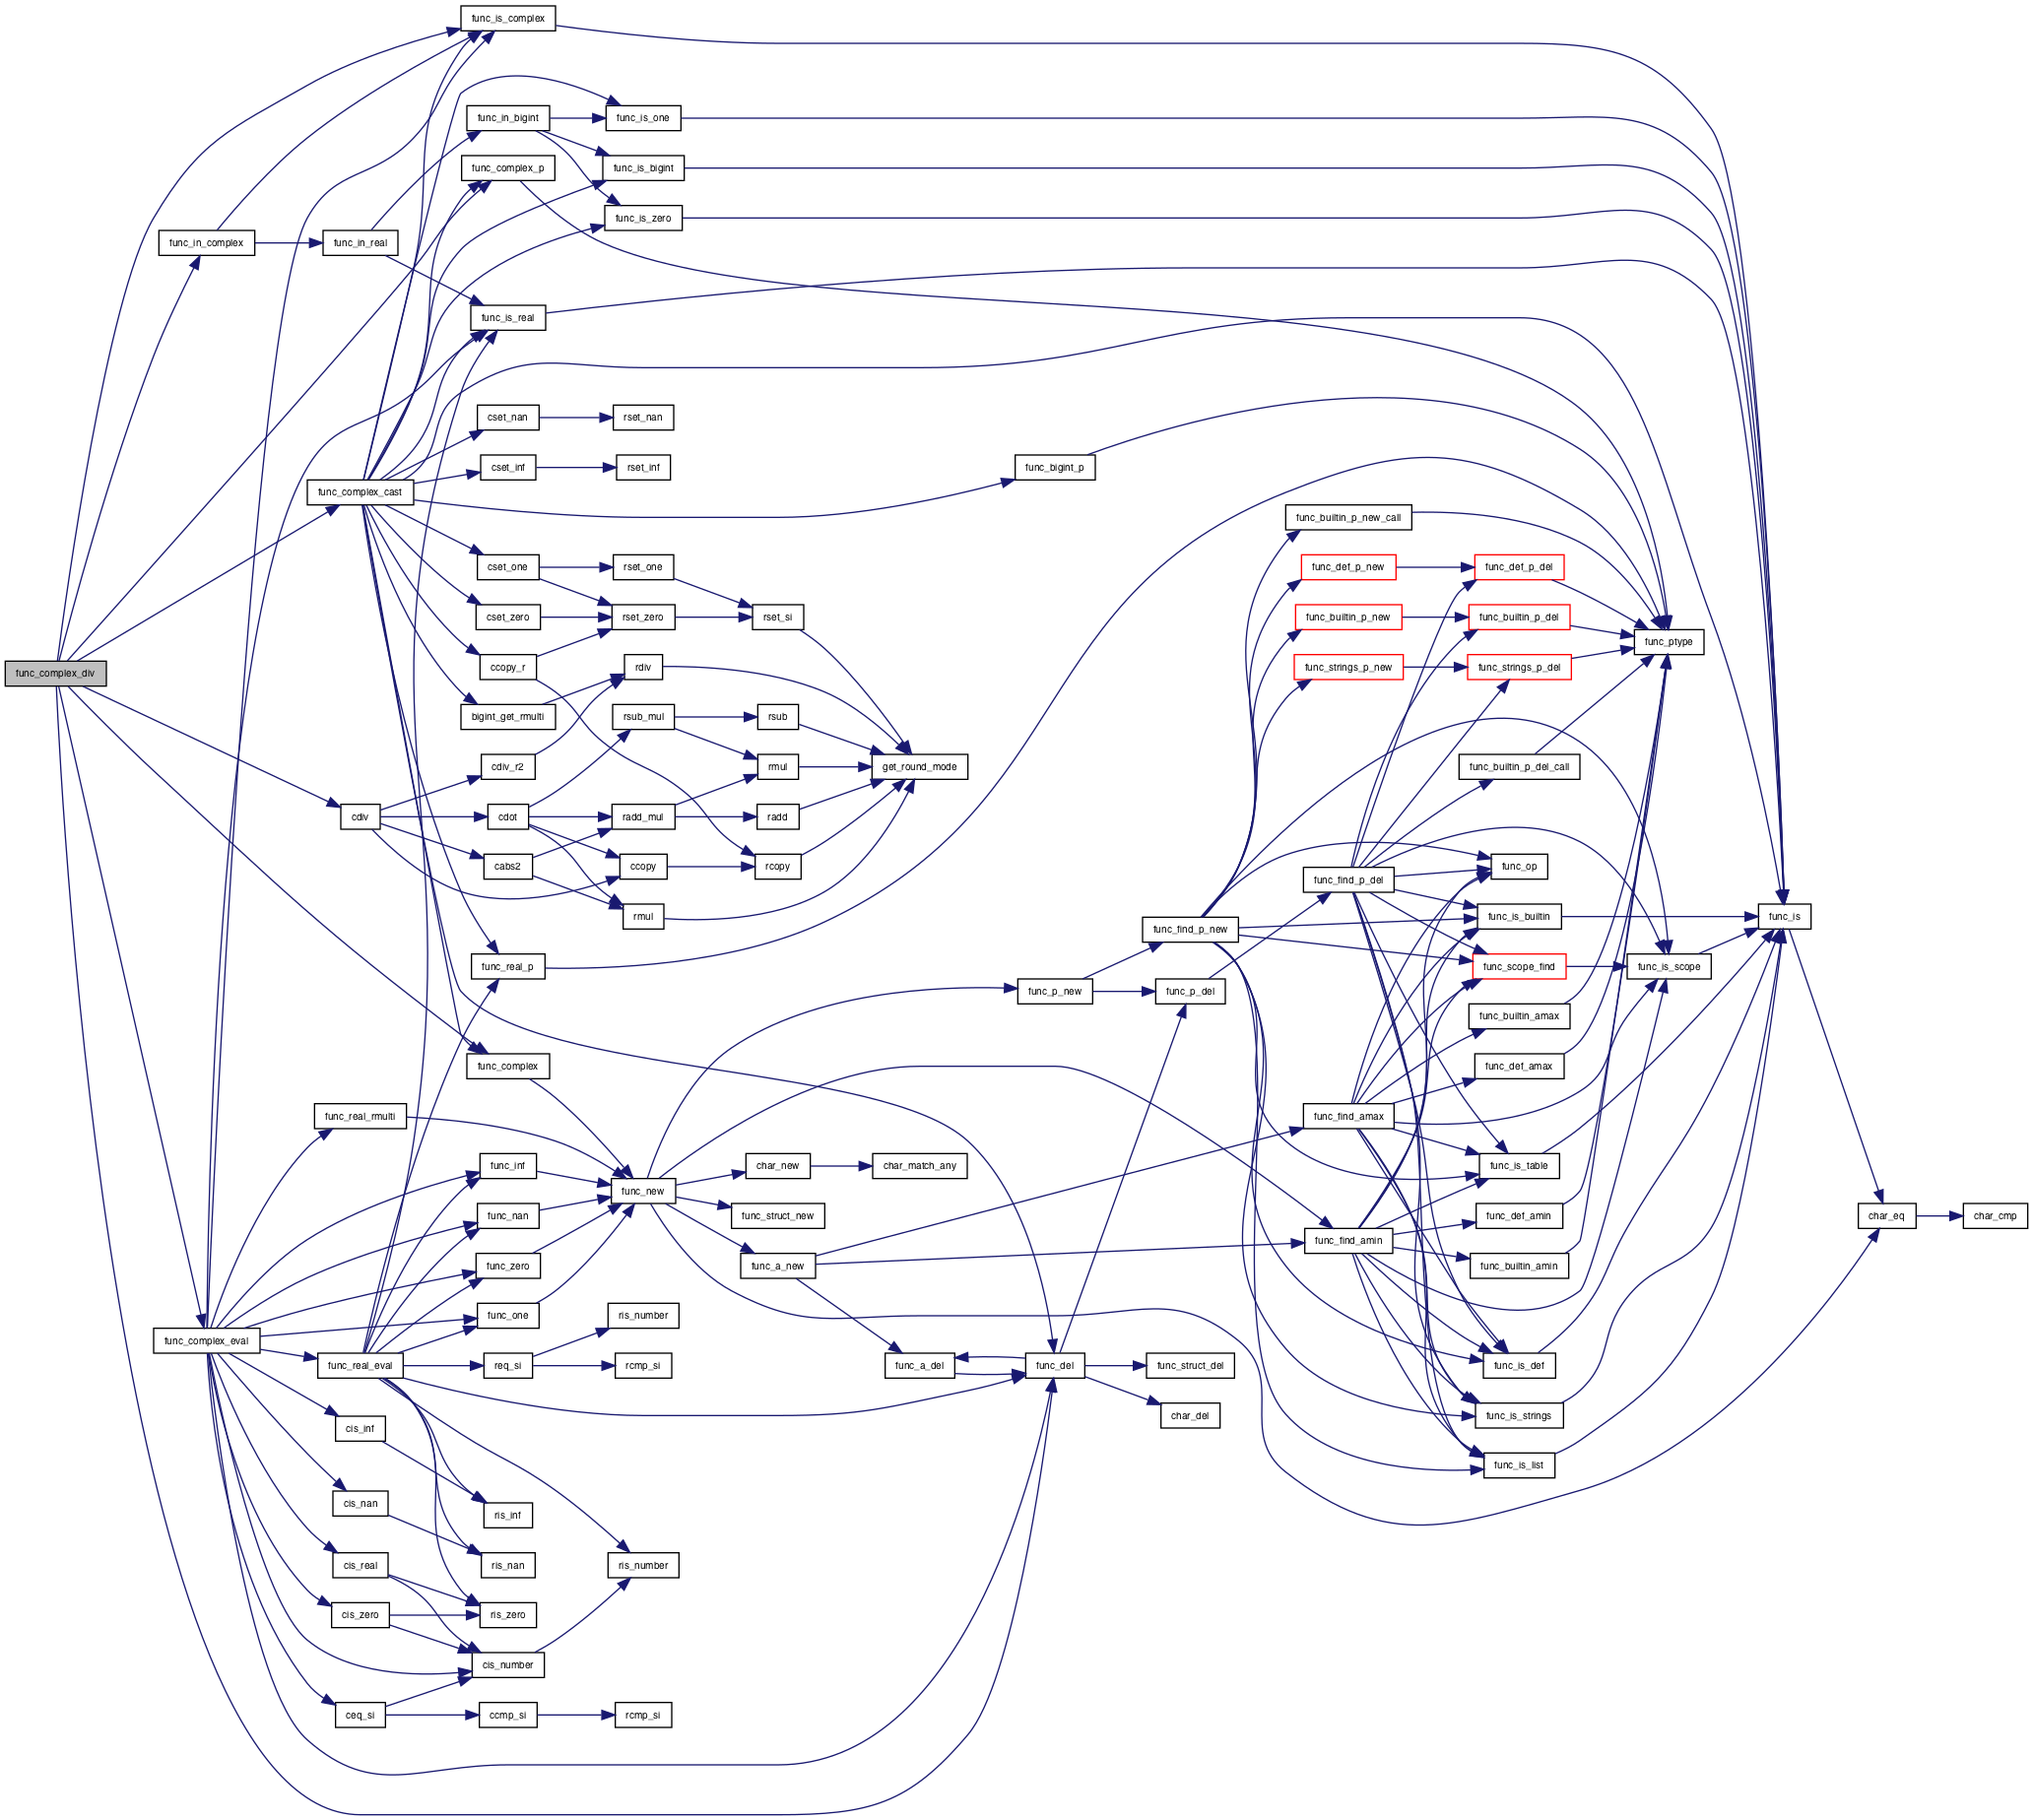 func_is_complex
func_in_bigint
func_is_one
func_complex_p
func_is_bigint
func_is_zero
func_in_complex
func_in_real
func_is_real
cset_nan
rset_nan
cset_inf
rset_inf
func_bigint_p
func_complex_cast
func_builtin_p_new_call
cset_one
rset_one
func_def_p_new
func_def_p_del
cset_zero
rset_zero
rset_si
func_builtin_p_new
func_builtin_p_del
func_ptype
func_complex_div
ccopy_r
rdiv
func_strings_p_new
func_strings_p_del
bigint_get_rmulti
rsub_mul
rsub
cdiv_r2
rmul
get_round_mode
func_builtin_p_del_call
cdiv
cdot
radd_mul
radd
cabs2
ccopy
rcopy
func_find_p_del
func_op
rmul
func_find_p_new
func_is_builtin
func_is
func_real_p
func_scope_find
func_is_scope
func_p_new
func_p_del
func_builtin_amax
func_complex
func_def_amax
func_real_rmulti
func_find_amax
func_inf
char_new
char_match_any
func_is_table
func_new
func_nan
func_struct_new
func_def_amin
char_eq
char_cmp
func_zero
func_a_new
func_find_amin
func_builtin_amin
func_one
ris_number
func_complex_eval
func_real_eval
req_si
rcmp_si
func_a_del
func_del
func_struct_del
func_is_def
cis_inf
char_del
func_is_strings
func_is_list
cis_nan
ris_inf
cis_real
ris_nan
ris_number
cis_zero
ris_zero
cis_number
ceq_si
ccmp_si
rcmp_si